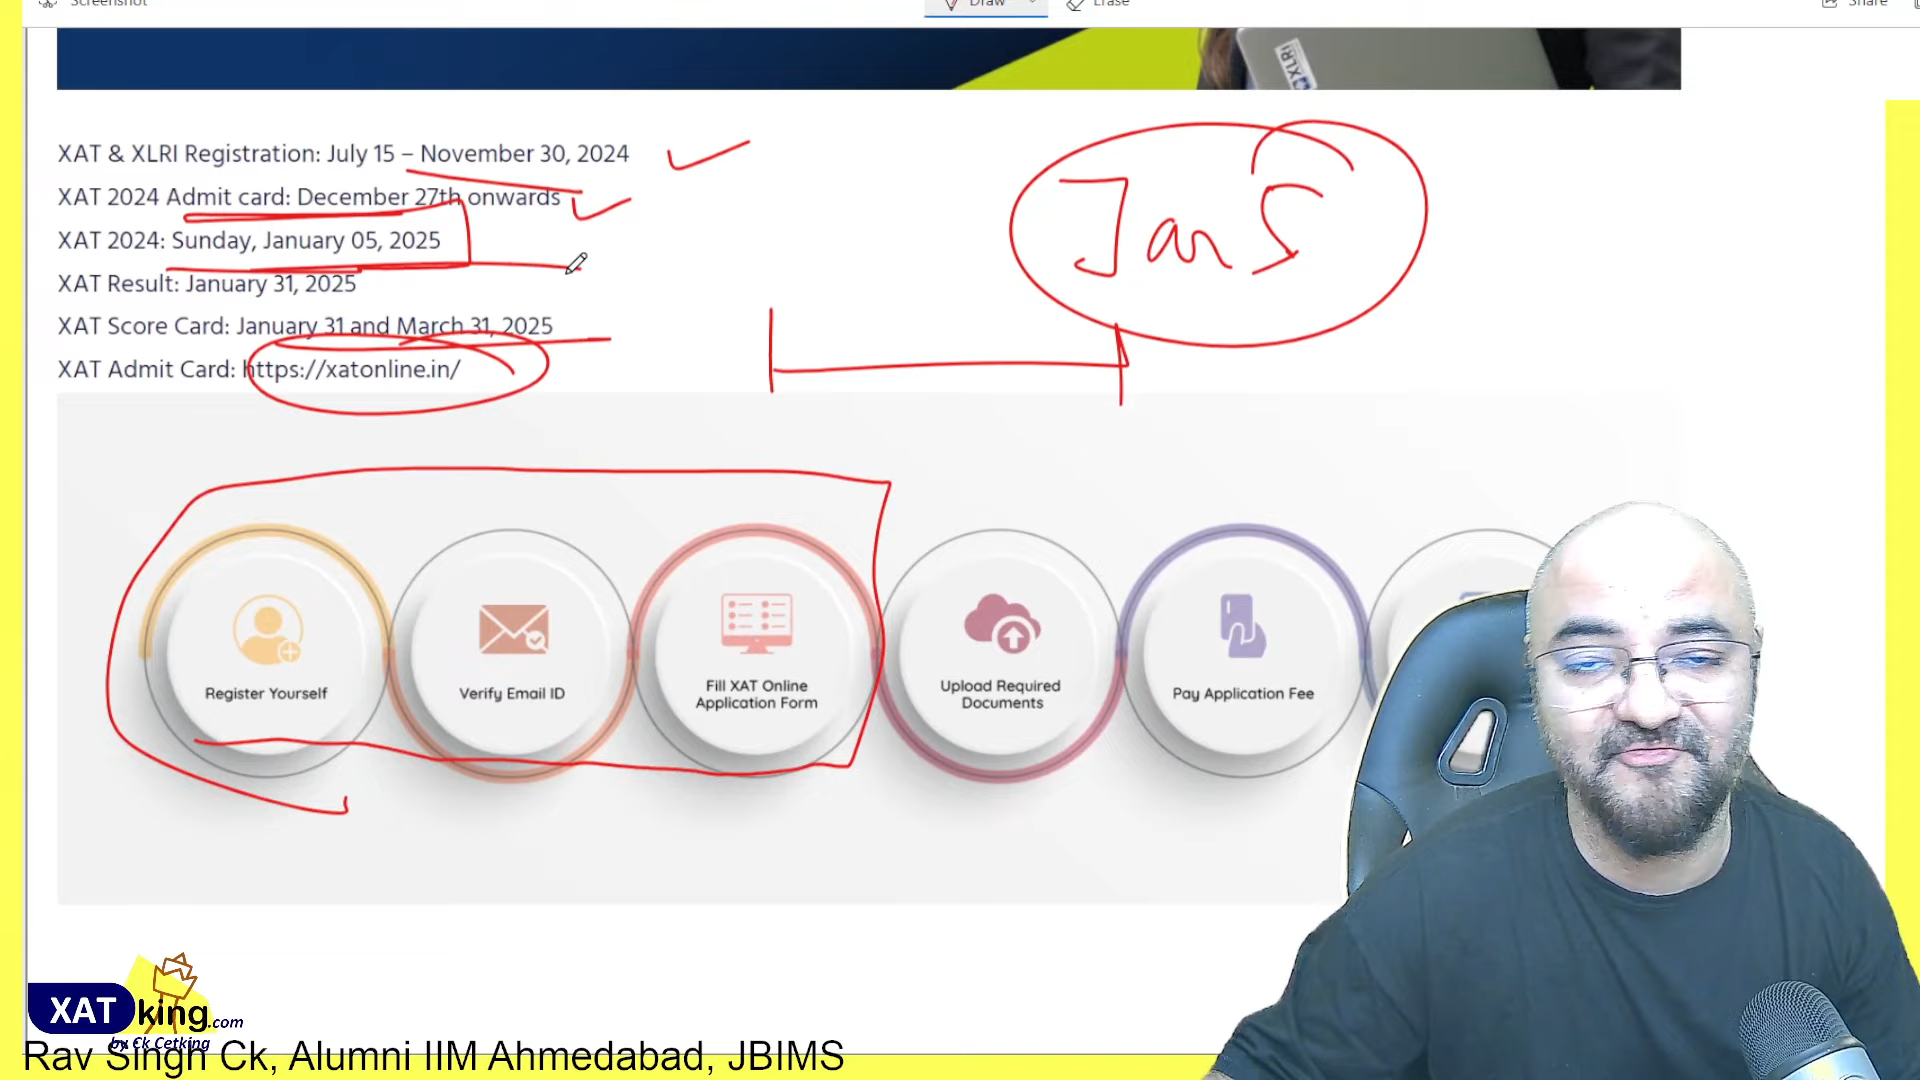 Screenshot
Draw
Erase
Share
XLRI
XAT & XLRI Registration: July 15 – November 30, 2024
XAT 2024 Admit card: December 27th onwards
XAT 2024: Sunday, January 05, 2025
XAT Result: January 31, 2025
XAT Score Card: January 31 and March 31, 2025
XAT Admit Card: https://xatonline.in/
Jan 5
Register Yourself
Verify Email ID
Fill XAT Online
Application Form
Upload Required
Documents
Pay Application Fee
XAT king.com
by Ck Cetking
Rav Singh Ck, Alumni IIM Ahmedabad, JBIMS